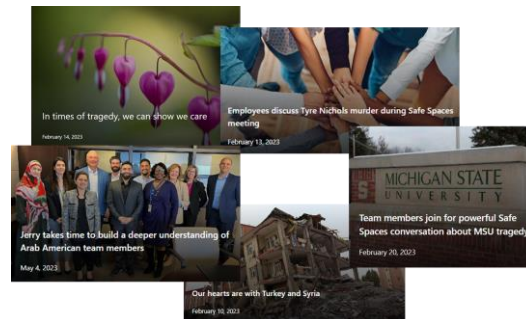 In times of tragedy, we can show we care
February 14, 2023
Employees discuss Tyre Nichols murder during Safe Spaces
meeting
February 13, 2023
MICHIGAN STATE
UNIVERSITY
Team members join for powerful Safe
Spaces conversation about MSU tragedy
February 20, 2023
Jerry takes time to build a deeper understanding of
Arab American team members
May 4, 2023
Our hearts are with Turkey and Syria
February 10, 2023